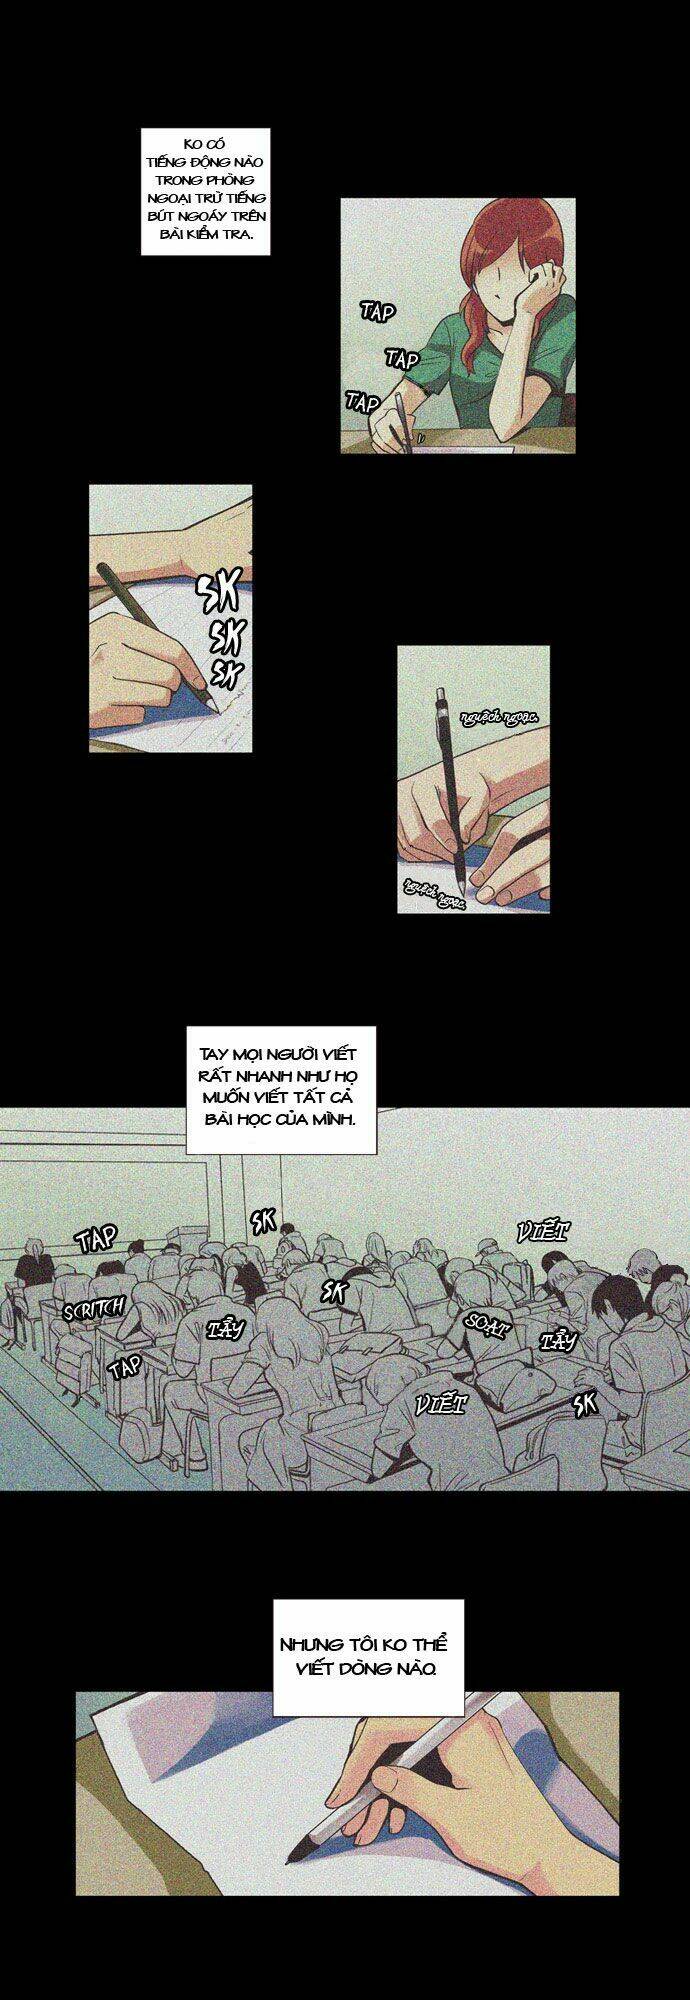 KO CÓ
TIẾNG ĐỘNG NÀO
TRONG PHÒNG
NGOẠI TRỪ TIẾNG
BÚT NGOÁY TRÊN
BÀI KIỂM TRA.
TAP
TAP
TAP
SK
SK
SK
nguệch ngoạc.
nguệch ngoạc.
TAY MỌI NGƯỜI VIẾT
RẤT NHANH NHƯ HỌ
MUỐN VIẾT TẤT CẢ
BÀI HỌC CỦA MÌNH.
TAP
SK
VIẾT
SCRITCH
SK
TẨY
SOẠT
TẨY
TAP
VIẾT
SK
NHƯNG TÔI KO THỂ
VIẾT DÒNG NÀO.